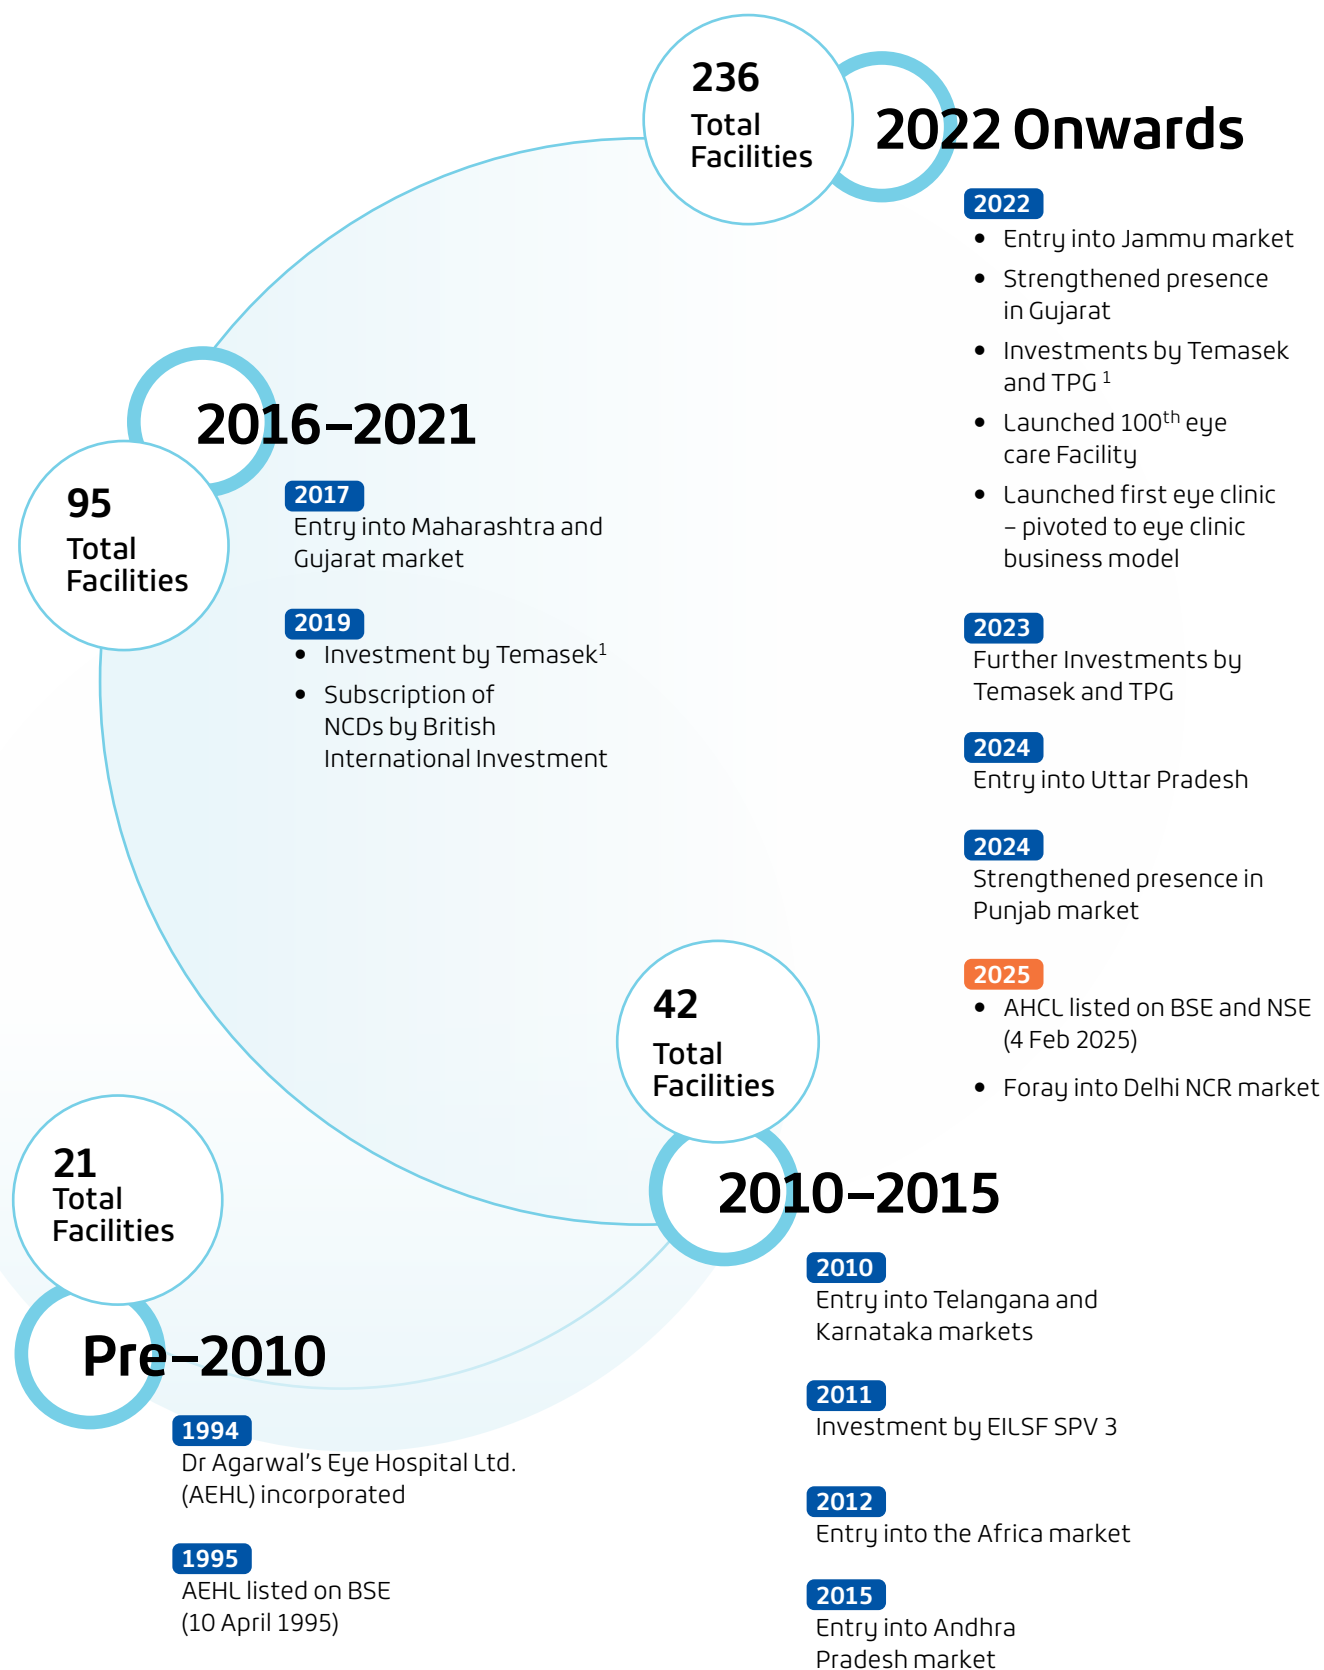 236
Total
Facilities
2022 Onwards
2022
• Entry into Jammu market
• Strengthened presence
in Gujarat
• Investments by Temasek
and TPG ¹
• Launched 100ᵗʰ eye
care Facility
• Launched first eye clinic
– pivoted to eye clinic
business model
2023
Further Investments by
Temasek and TPG
2024
Entry into Uttar Pradesh
2024
Strengthened presence in
Punjab market
2025
• AHCL listed on BSE and NSE
(4 Feb 2025)
• Foray into Delhi NCR market
2016–2021
95
Total
Facilities
2017
Entry into Maharashtra and
Gujarat market
2019
• Investment by Temasek¹
• Subscription of
NCDs by British
International Investment
42
Total
Facilities
2010–2015
2010
Entry into Telangana and
Karnataka markets
2011
Investment by EILSF SPV 3
2012
Entry into the Africa market
2015
Entry into Andhra
Pradesh market
21
Total
Facilities
Pre–2010
1994
Dr Agarwal’s Eye Hospital Ltd.
(AEHL) incorporated
1995
AEHL listed on BSE
(10 April 1995)